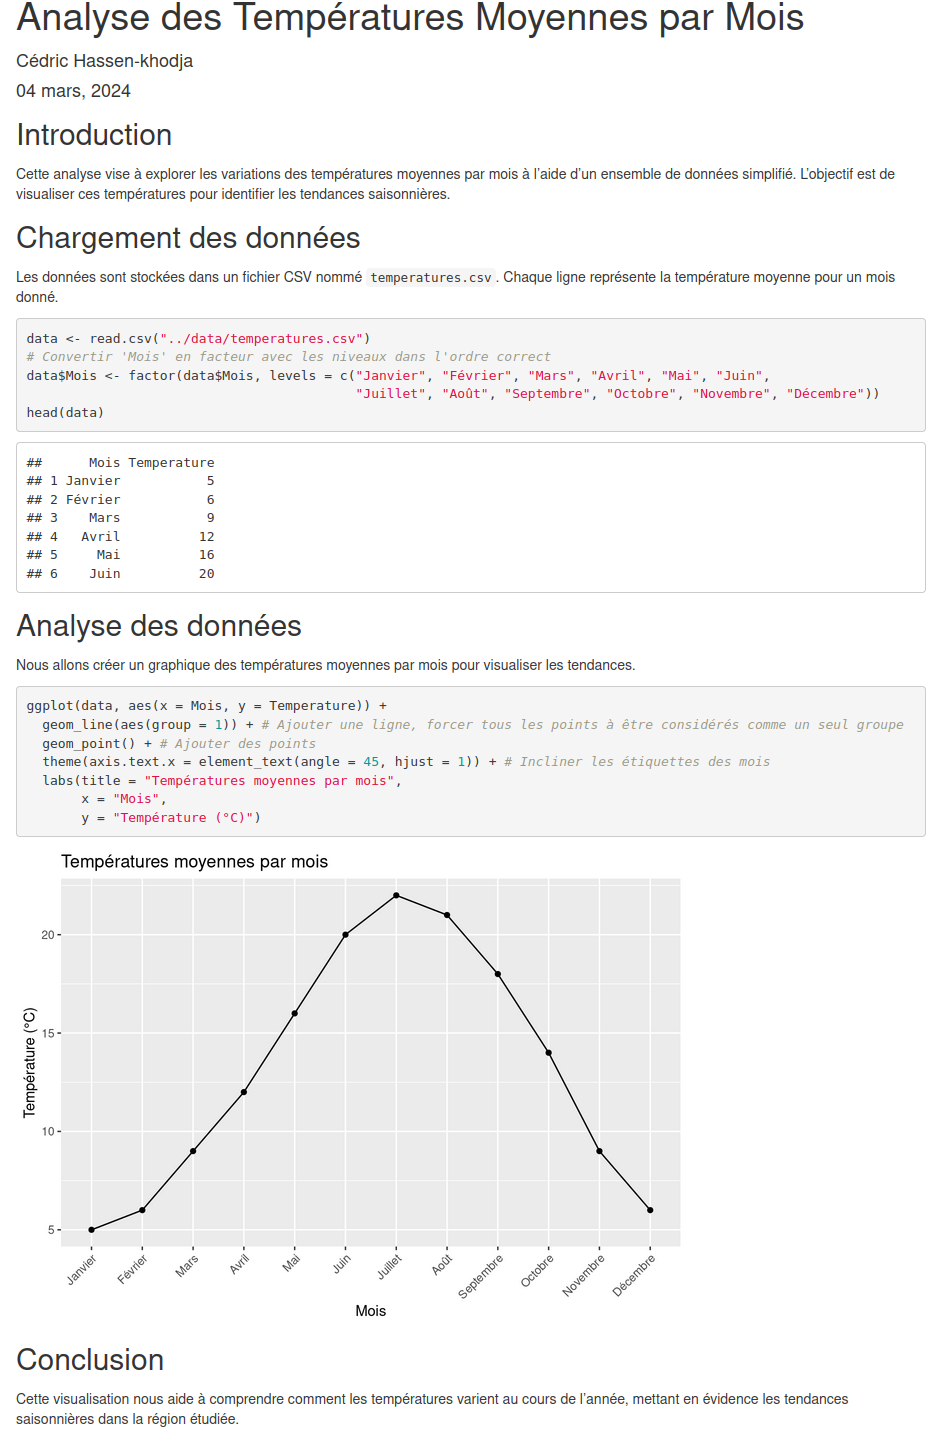 Analyse des Températures Moyennes par Mois
Cédric Hassen-khodja
04 mars, 2024
Introduction
Cette analyse vise à explorer les variations des températures moyennes par mois à l'aide d'un ensemble de données simplifié. L'objectif est de
visualiser ces températures pour identifier les tendances saisonnières.
Chargement des données
Les données sont stockées dans un fichier CSV nommé temperatures.csv. Chaque ligne représente la température moyenne pour un mois
donné.
data <- read.csv("../data/temperatures.csv")
# Convertir 'Mois' en facteur avec les niveaux dans l'ordre correct
data$Mois <- factor(data$Mois, levels = c("Janvier", "Février", "Mars", "Avril", "Mai", "Juin",
"Juillet", "Août", "Septembre", "Octobre", "Novembre", "Décembre"))
head(data)
##      Mois Temperature
## 1 Janvier           5
## 2 Février           6
## 3    Mars           9
## 4   Avril          12
## 5     Mai          16
## 6    Juin          20
Analyse des données
Nous allons créer un graphique des températures moyennes par mois pour visualiser les tendances.
ggplot(data, aes(x = Mois, y = Temperature)) +
  geom_line(aes(group = 1)) + # Ajouter une ligne, forcer tous les points à être considérés comme un seul groupe
  geom_point() + # Ajouter des points
  theme(axis.text.x = element_text(angle = 45, hjust = 1)) + # Incliner les étiquettes des mois
  labs(title = "Températures moyennes par mois",
       x = "Mois",
       y = "Température (°C)")
Températures moyennes par mois
Température (°C)
20
15
10
5
Janvier
Février
Mars
Avril
Mai
Juin
Juillet
Août
Septembre
Octobre
Novembre
Décembre
Mois
Conclusion
Cette visualisation nous aide à comprendre comment les températures varient au cours de l'année, mettant en évidence les tendances
saisonnières dans la région étudiée.